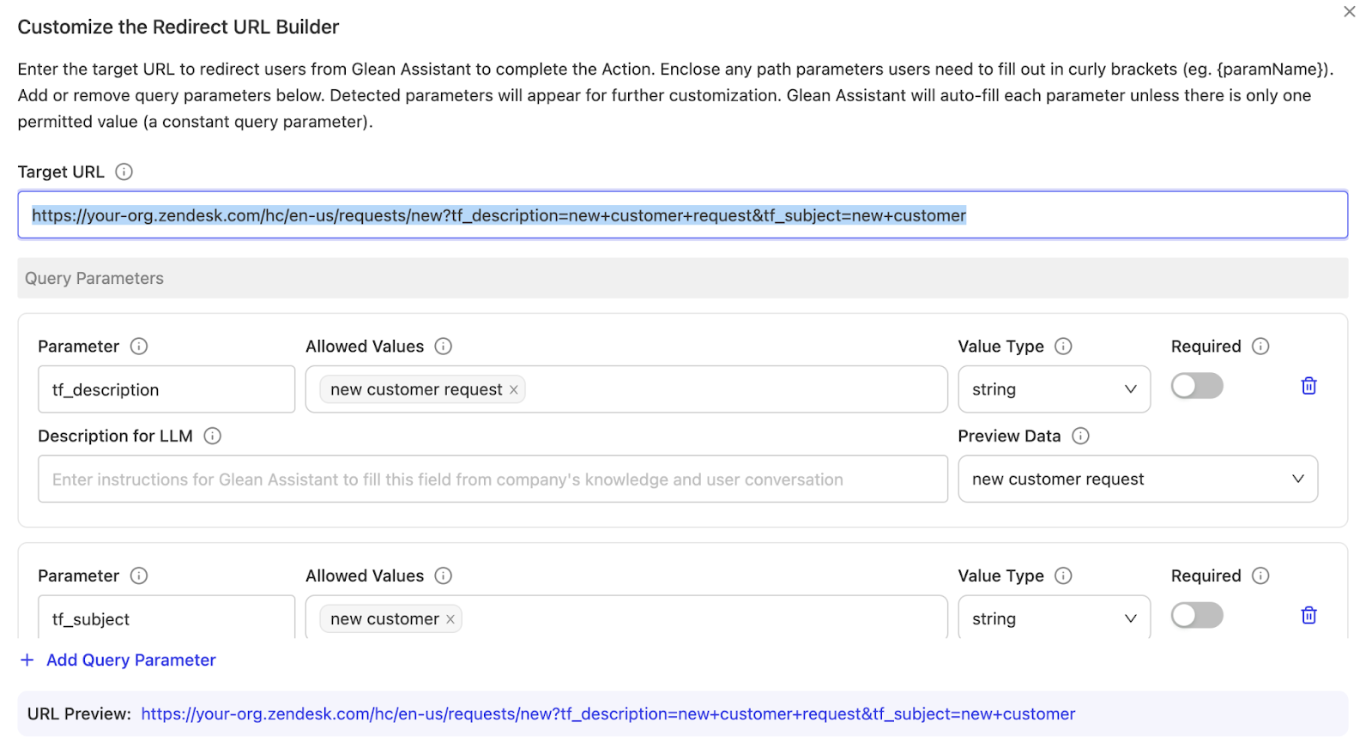 Customize the Redirect URL Builder
Enter the target URL to redirect users from Glean Assistant to complete the Action. Enclose any path parameters users need to fill out in curly brackets (eg. {paramName}).
Add or remove query parameters below. Detected parameters will appear for further customization. Glean Assistant will auto-fill each parameter unless there is only one
permitted value (a constant query parameter).
Target URL
https://your-org.zendesk.com/hc/en-us/requests/new?tf_description=new+customer+request&tf_subject=new+customer
Query Parameters
Parameter Allowed Values Value Type Required
tf_description new customer request × string
Description for LLM Preview Data
Enter instructions for Glean Assistant to fill this field from company's knowledge and user conversation new customer request
Parameter Allowed Values Value Type Required
tf_subject new customer × string
+ Add Query Parameter
URL Preview: https://your-org.zendesk.com/hc/en-us/requests/new?tf_description=new+customer+request&tf_subject=new+customer